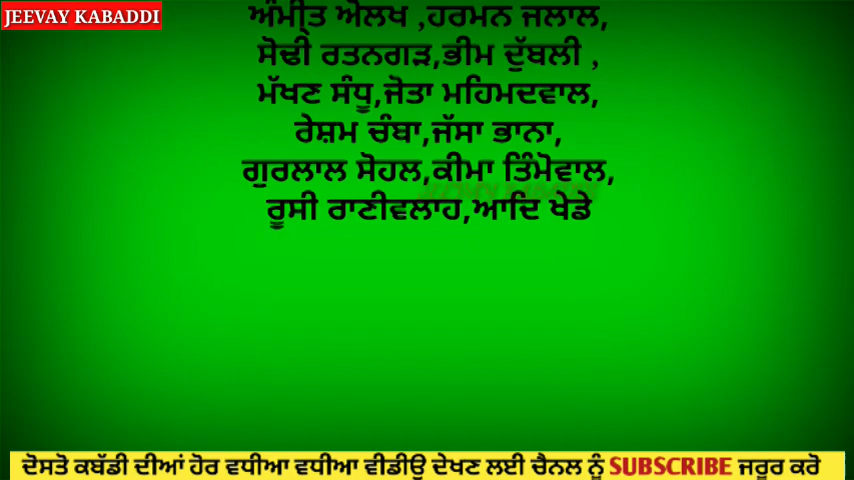 JEEVAY KABADDI
ਅੰਮ੍ਰਿਤ ਔਲਖ ,ਹਰਮਨ ਜਲਾਲ,
ਸੋਢੀ ਰਤਨਗੜ,ਭੀਮ ਦੁੱਬਲੀ ,
ਮੱਖਣ ਸੰਧੂ,ਜੋਤਾ ਮਹਿਮਦਵਾਲ,
ਰੇਸ਼ਮ ਚੰਬਾ,ਜੱਸਾ ਭਾਨਾ,
ਗੁਰਲਾਲ ਸੋਹਲ,ਕੀਮਾ ਤਿੰਮੋਵਾਲ,
ਰੂਸੀ ਰਾਣੀਵਲਾਹ,ਆਦਿ ਖੇਡੇ
ਦੋਸਤੋ ਕਬੱਡੀ ਦੀਆਂ ਹੋਰ ਵਧੀਆ ਵਧੀਆ ਵੀਡੀਉ ਦੇਖਣ ਲਈ ਚੈਨਲ ਨੂੰ SUBSCRIBE ਜਰੂਰ ਕਰੋ